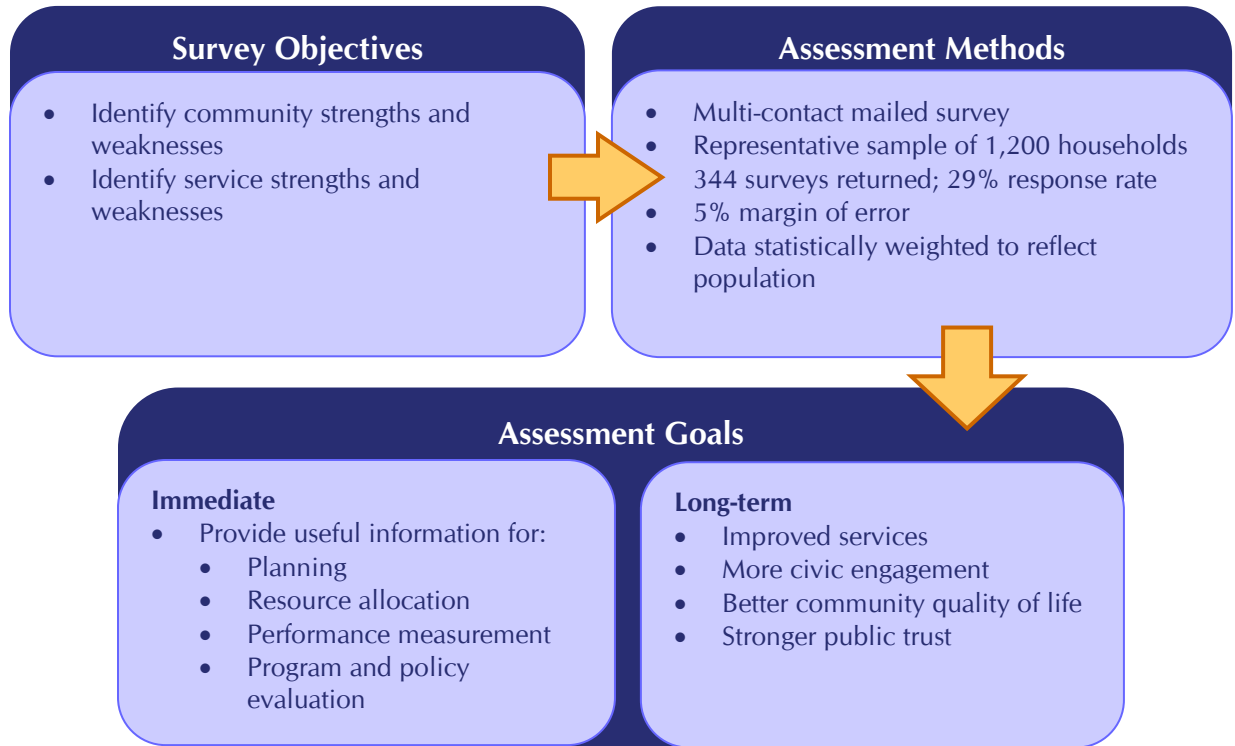 Survey Objectives
• Identify community strengths and
weaknesses
• Identify service strengths and
weaknesses
Assessment Methods
• Multi-contact mailed survey
• Representative sample of 1,200 households
344 surveys returned; 29% response rate
• 5% margin of error
• Data statistically weighted to reflect
population
Assessment Goals
Immediate
• Provide useful information for:
• Planning
• Resource allocation
• Performance measurement
• Program and policy
evaluation
Long-term
• Improved services
• More civic engagement
• Better community quality of life
• Stronger public trust